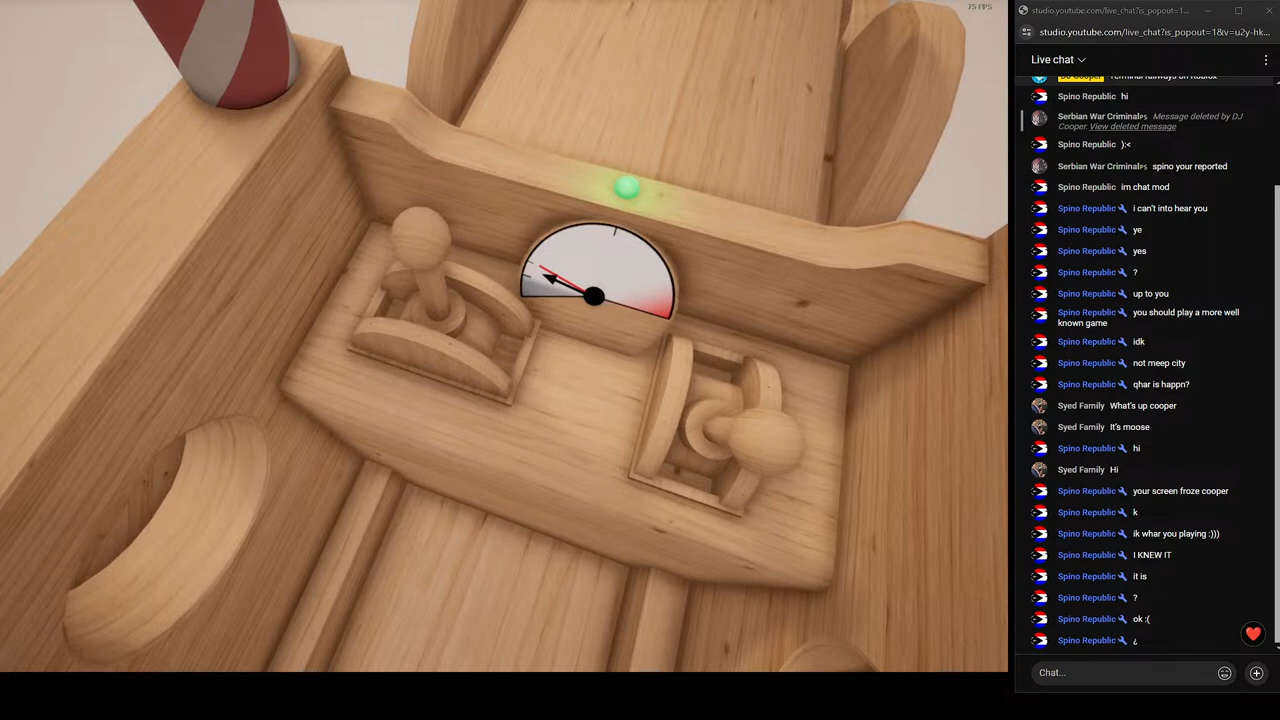 75 FPS
studio.youtube.com/live_chat?is_popout=1...
studio.youtube.com/live_chat?is_popout=1&v=u2y-hk...
Live chat
DJ Cooper Terminal railways on Roblox
Spino Republic hi
Serbian War Criminals Message deleted by DJ
Cooper. View deleted message
Spino Republic ):<
Serbian War Criminals spino your reported
Spino Republic im chat mod
Spino Republic i can't into hear you
Spino Republic ye
Spino Republic yes
Spino Republic ?
Spino Republic up to you
Spino Republic you should play a more well
known game
Spino Republic idk
Spino Republic not meep city
Spino Republic qhar is happn?
Syed Family What's up cooper
Syed Family It's moose
Spino Republic hi
Syed Family Hi
Spino Republic your screen froze cooper
Spino Republic k
Spino Republic ik whar you playing :)))
Spino Republic I KNEW IT
Spino Republic it is
Spino Republic ?
Spino Republic ok :(
Spino Republic ¿
Chat...